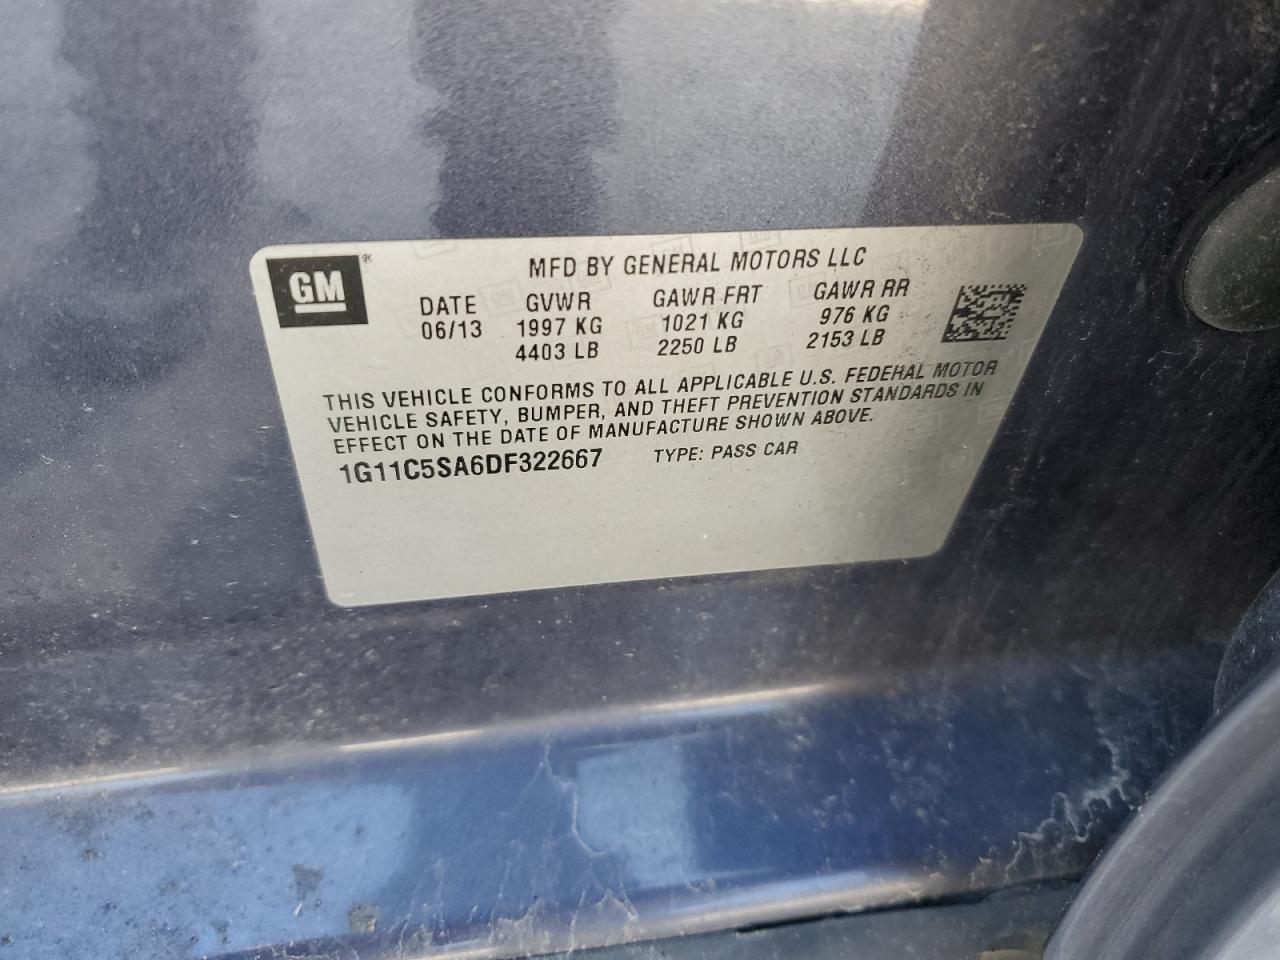 GM
MFD BY GENERAL MOTORS LLC
DATE GVWR GAWR FRT GAWR RR
06/13 1997 KG 1021 KG 976 KG
4403 LB 2250 LB 2153 LB
THIS VEHICLE CONFORMS TO ALL APPLICABLE U.S. FEDERAL MOTOR
VEHICLE SAFETY, BUMPER, AND THEFT PREVENTION STANDARDS IN
EFFECT ON THE DATE OF MANUFACTURE SHOWN ABOVE.
1G11C5SA6DF322667 TYPE: PASS CAR